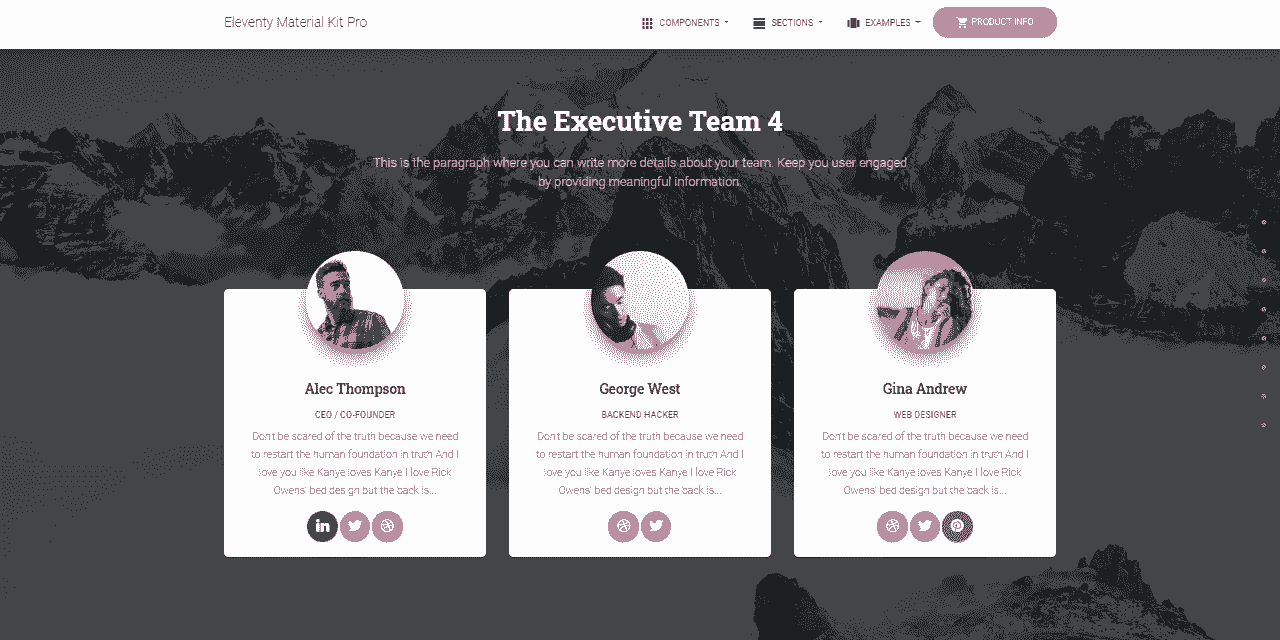 Eleventy Material Kit Pro
COMPONENTS
SECTIONS
EXAMPLES
PRODUCT INFO
The Executive Team 4
This is the paragraph where you can write more details about your team. Keep you user engaged
by providing meaningful information.
Alec Thompson
CEO / CO-FOUNDER
Don't be scared of the truth because we need
to restart the human foundation in truth And I
love you like Kanye loves Kanye I love Rick
Owens' bed design but the back is...
in
George West
BACKEND HACKER
Don't be scared of the truth because we need
to restart the human foundation in truth And I
love you like Kanye loves Kanye I love Rick
Owens' bed design but the back is...
Gina Andrew
WEB DESIGNER
Don't be scared of the truth because we need
to restart the human foundation in truth And I
love you like Kanye loves Kanye I love Rick
Owens' bed design but the back is...